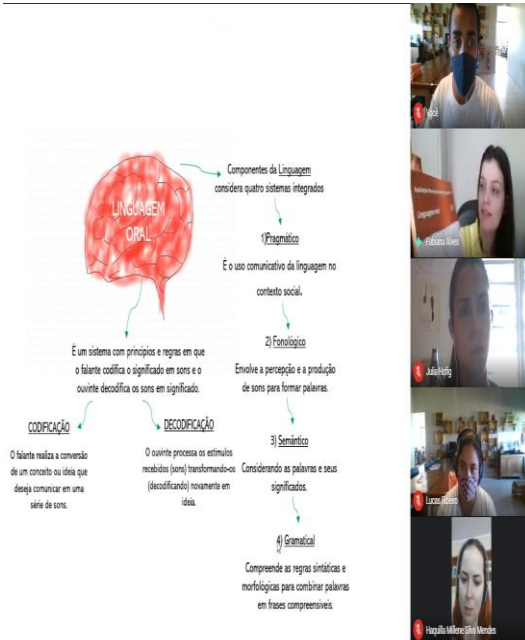 LINGUAGEM
ORAL
Componentes da Linguagem
considera quatro sistemas integrados
1)Pragmático
É o uso comunicativo da linguagem no
contexto social.
2) Fonológico
Envolve a percepção e a produção
de sons para formar palavras.
3) Semântico
Considerando as palavras e seus
significados.
4) Gramatical
Compreende as regras sintáticas e
morfológicas para combinar palavras
em frases compreensíveis.
É um sistema com princípios e regras em que
o falante codifica o significado em sons e o
ouvinte decodifica os sons em significado.
CODIFICAÇÃO
O falante realiza a conversão
de um conceito ou ideia que
deseja comunicar em uma
série de sons.
DECODIFICAÇÃO
O ouvinte processa os estímulos
recebidos (sons) transformando-os
(decodificando) novamente em
ideia.
Você
Linguagem oral
Fabiana Alves
Julia Hofig
Lucas Ribeiro
Haquilla Millene Silva Mendes